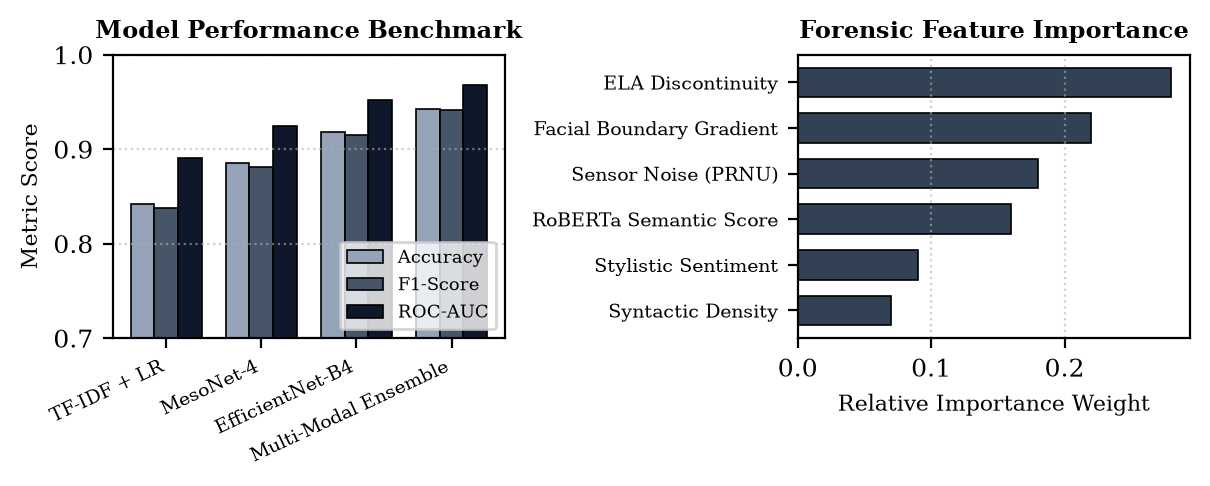 Model Performance Benchmark
Metric Score
1.0
0.9
0.8
0.7
Accuracy
F1-Score
ROC-AUC
TF-IDF + LR
MesoNet-4
EfficientNet-B4
Multi-Modal Ensemble
Forensic Feature Importance
ELA Discontinuity
Facial Boundary Gradient
Sensor Noise (PRNU)
RoBERTa Semantic Score
Stylistic Sentiment
Syntactic Density
0.0 0.1 0.2
Relative Importance Weight